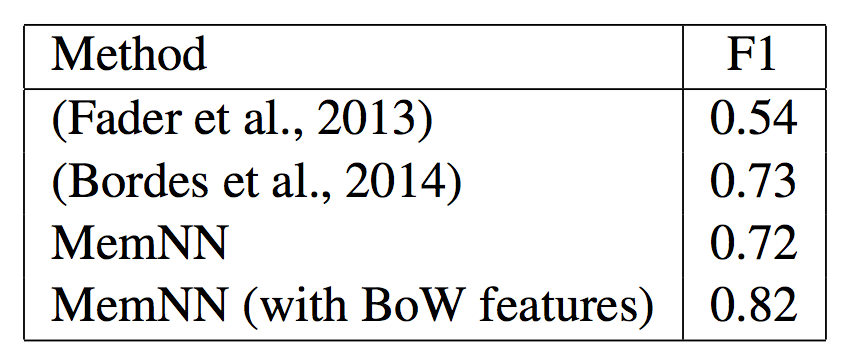 Method F1
(Fader et al., 2013) 0.54
(Bordes et al., 2014) 0.73
MemNN 0.72
MemNN (with BoW features) 0.82